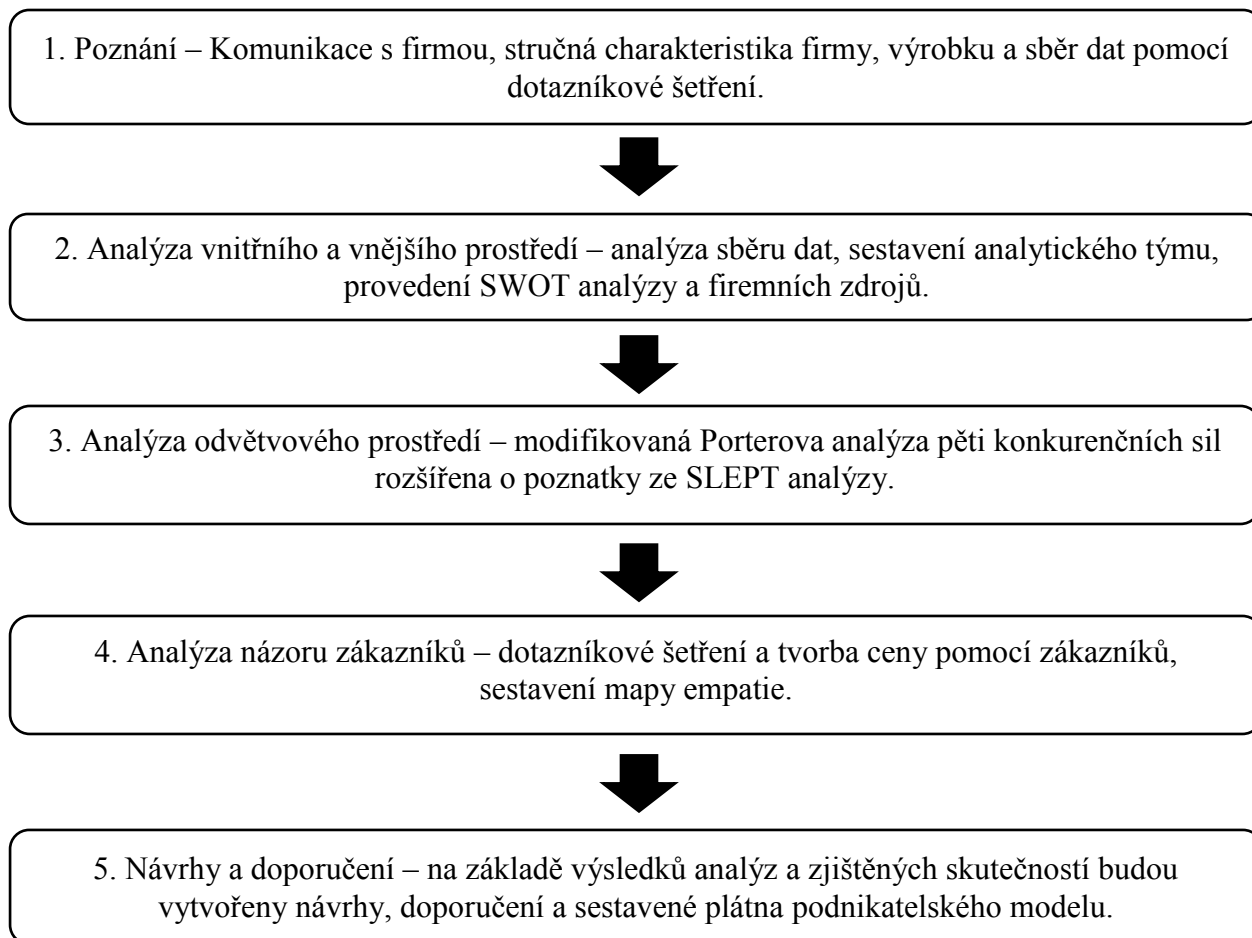 1. Poznání – Komunikace s firmou, stručná charakteristika firmy, výrobku a sběr dat pomocí
dotazníkové šetření.
2. Analýza vnitřního a vnějšího prostředí – analýza sběru dat, sestavení analytického týmu,
provedení SWOT analýzy a firemních zdrojů.
3. Analýza odvětvového prostředí – modifikovaná Porterova analýza pěti konkurenčních sil
rozšířena o poznatky ze SLEPT analýzy.
4. Analýza názoru zákazníků – dotazníkové šetření a tvorba ceny pomocí zákazníků,
sestavení mapy empatie.
5. Návrhy a doporučení – na základě výsledků analýz a zjištěných skutečností budou
vytvořeny návrhy, doporučení a sestavené plátna podnikatelského modelu.